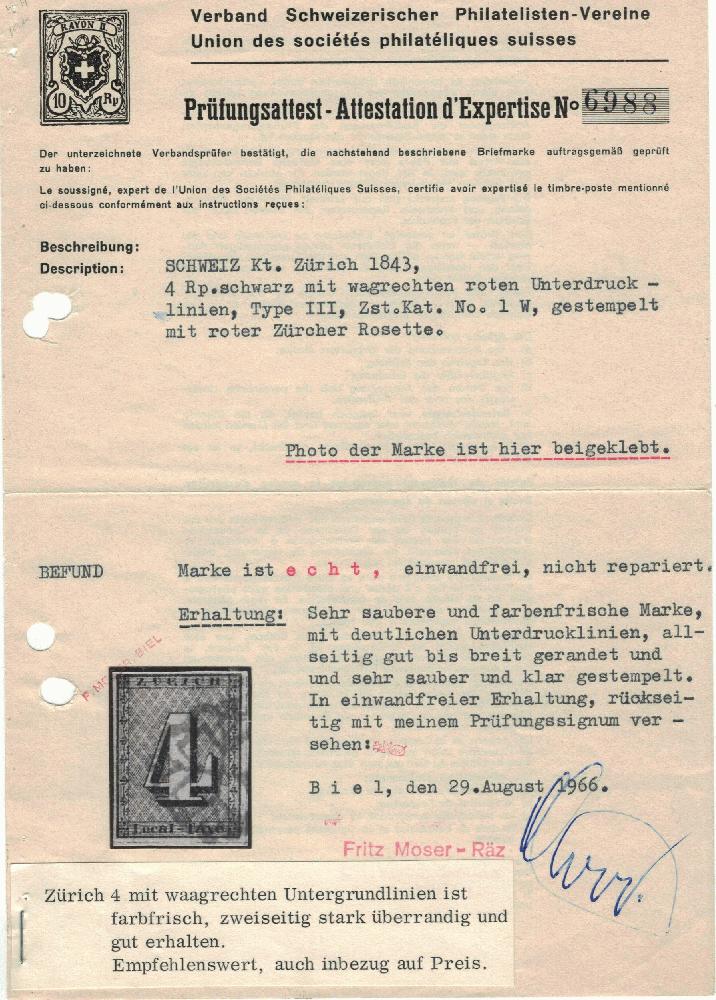 RAYON II
10 Rp
Verband Schweizerischer Philatelisten-Vereine
Union des sociétés philatéliques suisses
Prüfungsattest - Attestation d'Expertise No 6988
Der unterzeichnete Verbandsprüfer bestätigt, die nachstehend beschriebene Briefmarke auftragsgemäß geprüft
zu haben:
Le soussigné, expert de l'Union des Sociétés Philatéliques Suisses, certifie avoir expertisé le timbre-poste mentionné
ci-dessous conformément aux instructions reçues:
Beschreibung:
Description:
SCHWEIZ Kt. Zürich 1843,
4 Rp.schwarz mit wagrechten roten Unterdruck -
linien, Type III, Zst.Kat. No. 1 W, gestempelt
mit roter Zürcher Rosette.
Photo der Marke ist hier beigeklebt.
BEFUND
Marke ist echt, einwandfrei, nicht repariert.
Erhaltung:
Sehr saubere und farbenfrische Marke,
mit deutlichen Unterdrucklinien, all-
seitig gut bis breit gerandet und
und sehr sauber und klar gestempelt.
In einwandfreier Erhaltung, rücksei-
tig mit meinem Prüfungssignum ver -
sehen:
F. MOSER BIEL
ZÜRICH
4
Local-Taxe
Biel, den 29.August 1966.
Fritz Moser - Räz
Zürich 4 mit waagrechten Untergrundlinien ist
farbfrisch, zweiseitig stark überrandig und
gut erhalten.
Empfehlenswert, auch inbezug auf Preis.